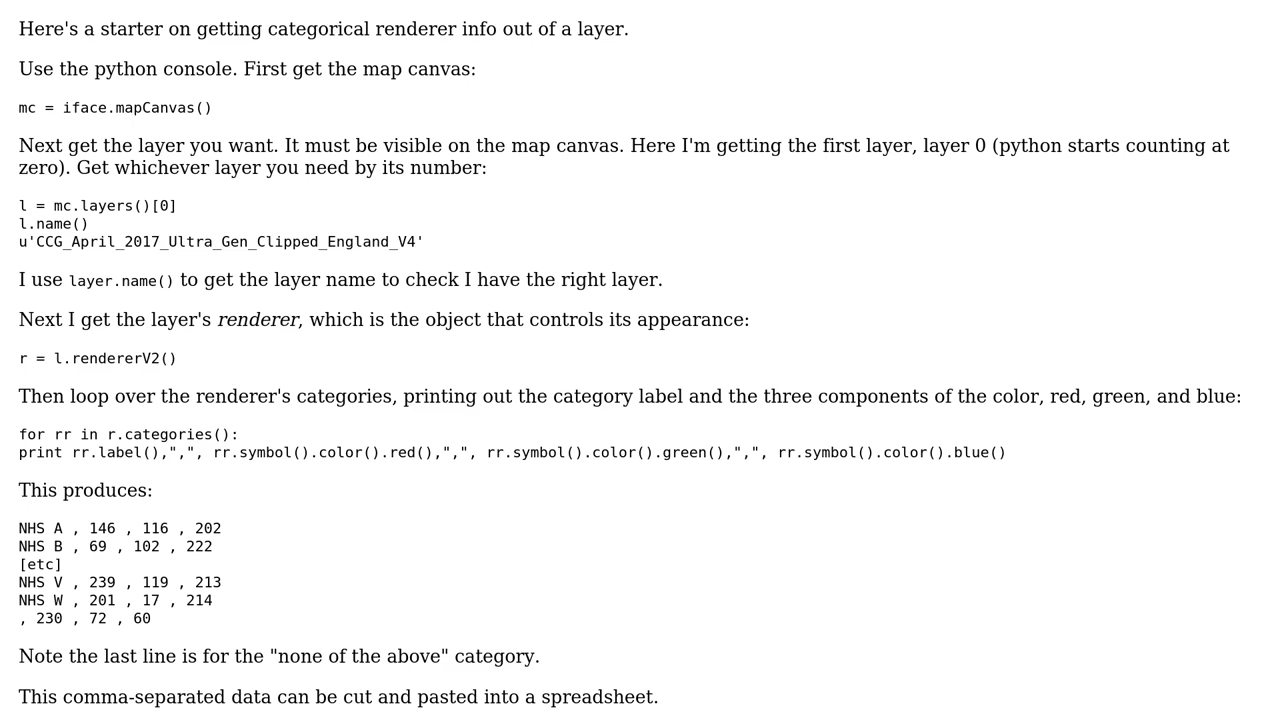 Here's a starter on getting categorical renderer info out of a layer.
Use the python console. First get the map canvas:
mc = iface.mapCanvas()
Next get the layer you want. It must be visible on the map canvas. Here I'm getting the first layer, layer 0 (python starts counting at
zero). Get whichever layer you need by its number:
l = mc.layers()[0]
l.name()
u'CCG_April_2017_Ultra_Gen_Clipped_England_V4'
I use layer.name() to get the layer name to check I have the right layer.
Next I get the layer's renderer, which is the object that controls its appearance:
r = l.rendererV2()
Then loop over the renderer's categories, printing out the category label and the three components of the color, red, green, and blue:
for rr in r.categories():
print rr.label(),",", rr.symbol().color().red(),",", rr.symbol().color().green(),",", rr.symbol().color().blue()
This produces:
NHS A , 146 , 116 , 202
NHS B , 69 , 102 , 222
[etc]
NHS V , 239 , 119 , 213
NHS W , 201 , 17 , 214
, 230 , 72 , 60
Note the last line is for the "none of the above" category.
This comma-separated data can be cut and pasted into a spreadsheet.